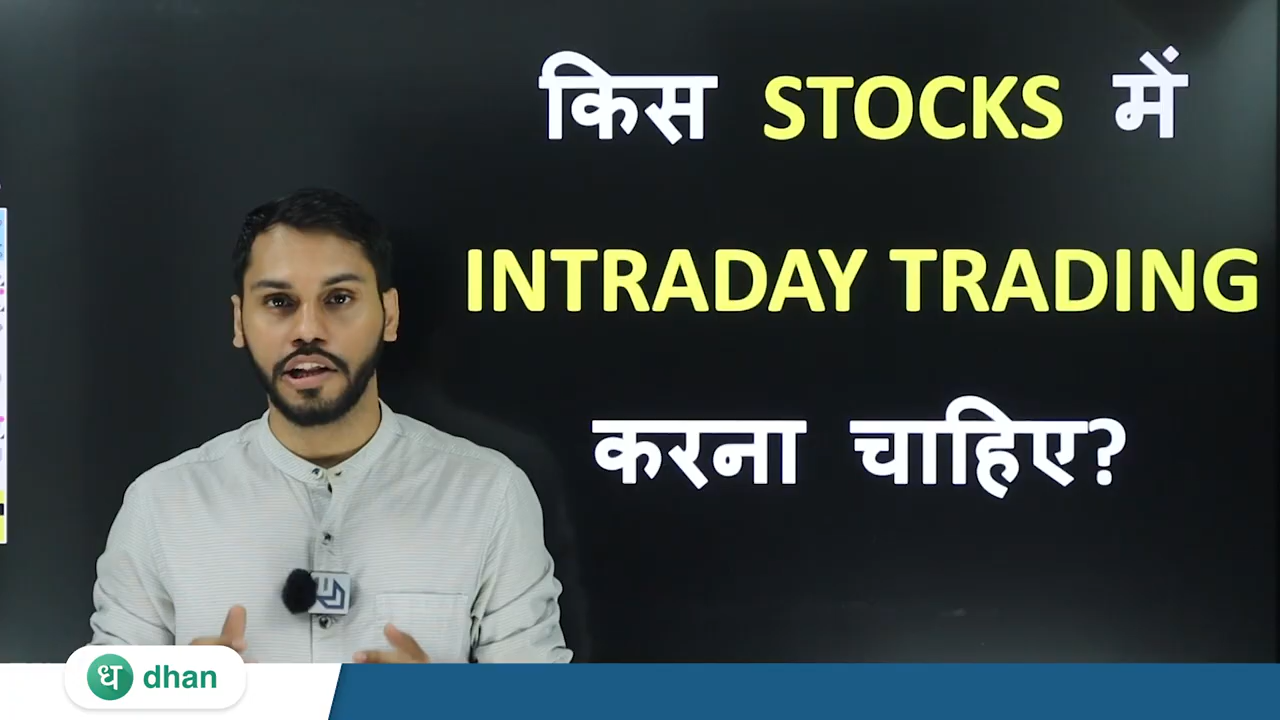 किस STOCKS में
INTRADAY TRADING
करना चाहिए?
ध dhan